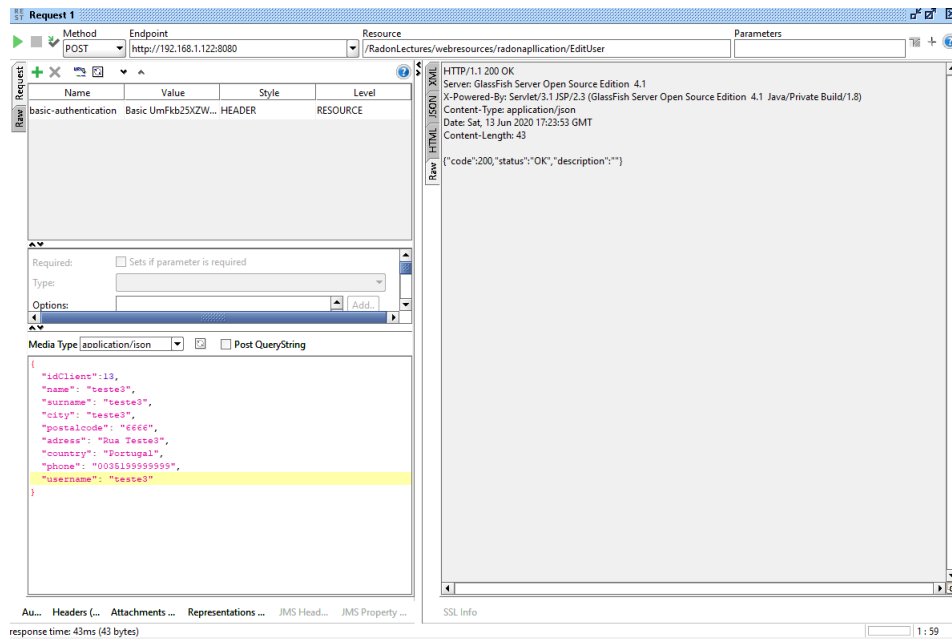 RE
ST Request 1
Method Endpoint Resource Parameters
POST http://192.168.1.122:8080 /RadonLectures/webresources/radonapllication/EditUser
Request
Raw
Name Value Style Level
basic-authentication Basic UmFkb25XZW... HEADER RESOURCE
Required: Sets if parameter is required
Type:
Options: Add..
Media Type application/json Post QueryString
{
"idClient":13,
"name": "teste3",
"surname": "teste3",
"city": "teste3",
"postalcode": "6666",
"adress": "Rua Teste3",
"country": "Portugal",
"phone": "0035199999999",
"username": "teste3"
}
Au... Headers (... Attachments ... Representations ... JMS Head... JMS Property ...
response time: 43ms (43 bytes)
XML
JSON
HTML
Raw
HTTP/1.1 200 OK
Server: GlassFish Server Open Source Edition 4.1
X-Powered-By: Servlet/3.1 JSP/2.3 (GlassFish Server Open Source Edition 4.1 Java/Private Build/1.8)
Content-Type: application/json
Date: Sat, 13 Jun 2020 17:23:53 GMT
Content-Length: 43
{"code":200,"status":"OK","description":""}
SSL Info
1 : 59